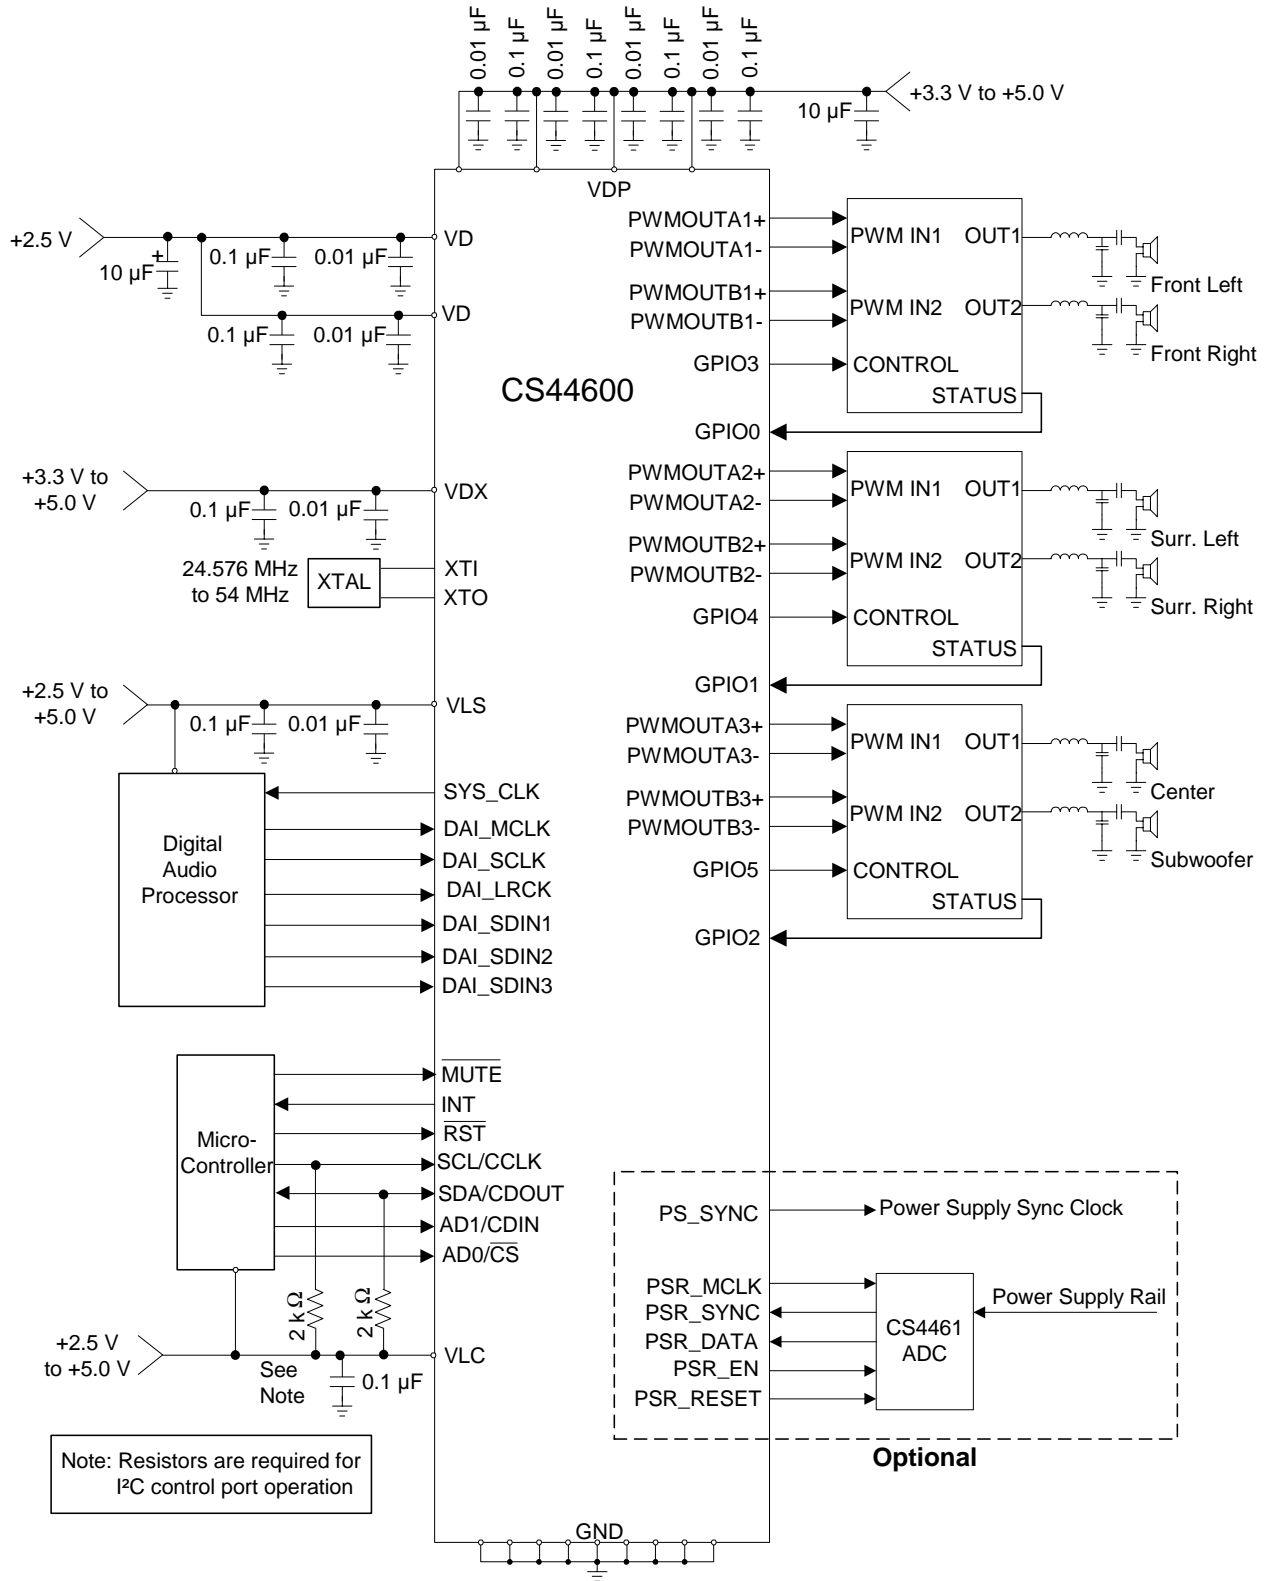 0.01 µF
0.1 µF
0.01 µF
0.1 µF
0.01 µF
0.1 µF
0.01 µF
0.1 µF
10 µF
+3.3 V to +5.0 V
VDP
+2.5 V
10 µF
+
0.1 µF
0.01 µF
VD
0.1 µF
0.01 µF
VD
CS44600
+3.3 V to
+5.0 V
0.1 µF
0.01 µF
VDX
24.576 MHz
to 54 MHz
XTAL
XTI
XTO
+2.5 V to
+5.0 V
0.1 µF
0.01 µF
VLS
Digital
Audio
Processor
SYS_CLK
DAI_MCLK
DAI_SCLK
DAI_LRCK
DAI_SDIN1
DAI_SDIN2
DAI_SDIN3
Micro-
Controller
MUTE
INT
RST
SCL/CCLK
SDA/CDOUT
AD1/CDIN
AD0/CS
2 kΩ
2 kΩ
+2.5 V
to +5.0 V
See
Note
0.1 µF
VLC
Note: Resistors are required for
I²C control port operation
PWMOUTA1+
PWMOUTA1-
PWMOUTB1+
PWMOUTB1-
GPIO3
GPIO0
PWM IN1
OUT1
PWM IN2
OUT2
CONTROL
STATUS
Front Left
Front Right
PWMOUTA2+
PWMOUTA2-
PWMOUTB2+
PWMOUTB2-
GPIO4
GPIO1
PWM IN1
OUT1
PWM IN2
OUT2
CONTROL
STATUS
Surr. Left
Surr. Right
PWMOUTA3+
PWMOUTA3-
PWMOUTB3+
PWMOUTB3-
GPIO5
GPIO2
PWM IN1
OUT1
PWM IN2
OUT2
CONTROL
STATUS
Center
Subwoofer
PS_SYNC
Power Supply Sync Clock
PSR_MCLK
PSR_SYNC
PSR_DATA
PSR_EN
PSR_RESET
CS4461
ADC
Power Supply Rail
Optional
GND